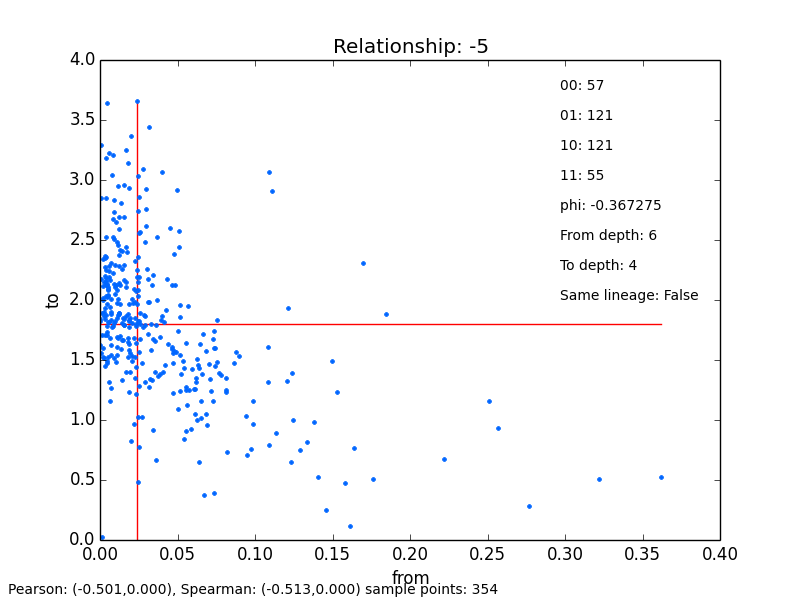 Relationship: -5
4.0
3.5
3.0
2.5
2.0
1.5
1.0
0.5
0.0
to
00: 57
01: 121
10: 121
11: 55
phi: -0.367275
From depth: 6
To depth: 4
Same lineage: False
0.00 0.05 0.10 0.15 0.20 0.25 0.30 0.35 0.40
from
Pearson: (-0.501,0.000), Spearman: (-0.513,0.000) sample points: 354